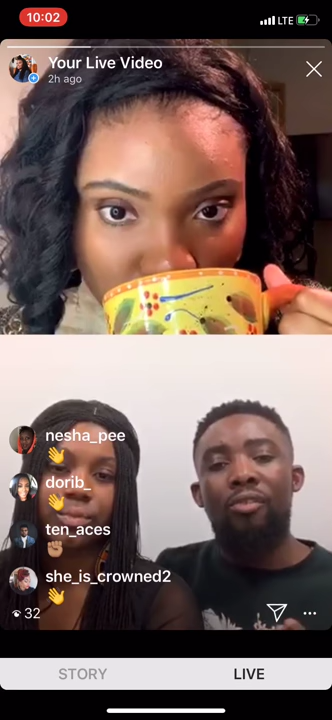 10:02
LTE
Your Live Video
2h ago
nesha_pee
dorib_
ten_aces
she_is_crowned2
32
STORY
LIVE